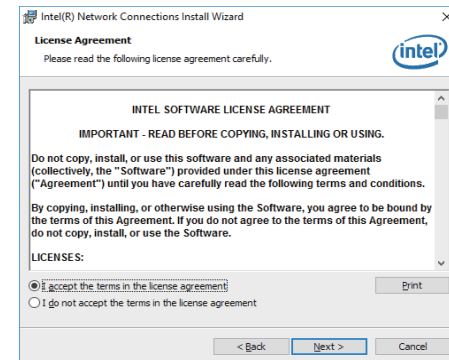 Intel(R) Network Connections Install Wizard
License Agreement
Please read the following license agreement carefully.
intel
INTEL SOFTWARE LICENSE AGREEMENT
IMPORTANT - READ BEFORE COPYING, INSTALLING OR USING.
Do not copy, install, or use this software and any associated materials
(collectively, the "Software") provided under this license agreement
("Agreement") until you have carefully read the following terms and conditions.
By copying, installing, or otherwise using the Software, you agree to be bound by
the terms of this Agreement. If you do not agree to the terms of this Agreement,
do not copy, install, or use the Software.
LICENSES:
I accept the terms in the license agreement
Print
I do not accept the terms in the license agreement
< Back
Next >
Cancel